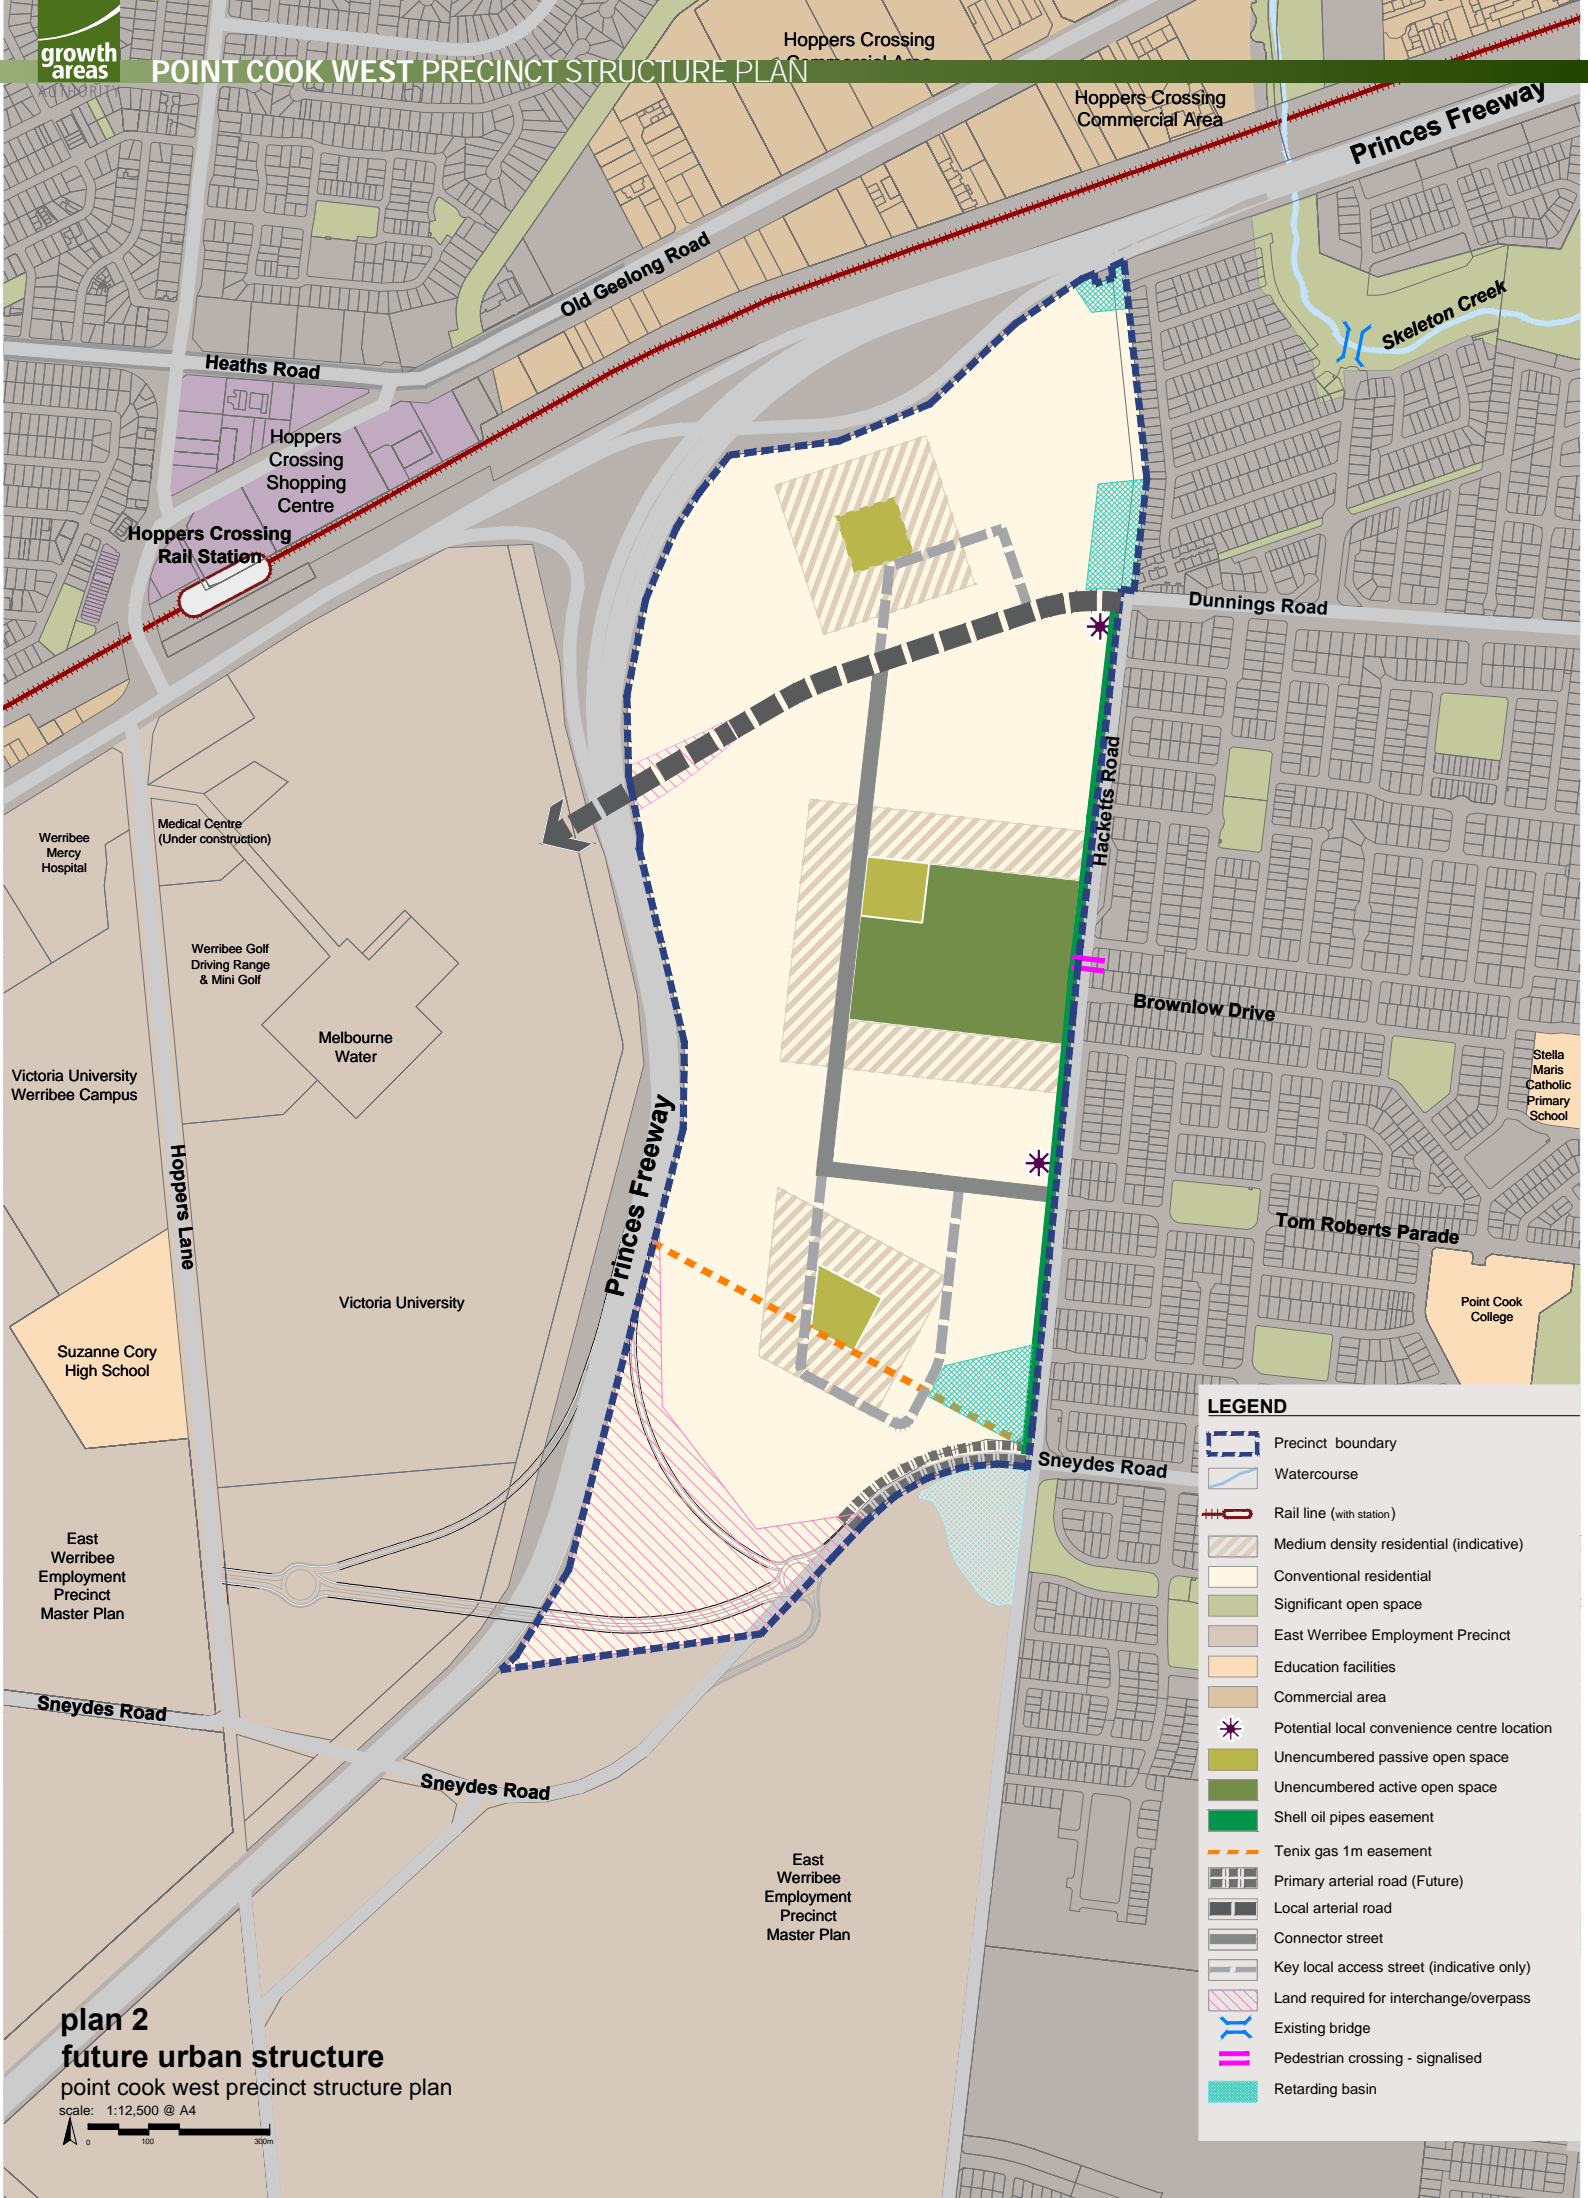 growth
areas
AUTHORITY
POINT COOK WEST PRECINCT STRUCTURE PLAN
Hoppers Crossing
Commercial Area
Hoppers Crossing
Commercial Area
Princes Freeway
Old Geelong Road
Skeleton Creek
Heaths Road
Hoppers
Crossing
Shopping
Centre
Hoppers Crossing
Rail Station
Dunnings Road
Hacketts Road
Werribee
Mercy
Hospital
Medical Centre
(Under construction)
Werribee Golf
Driving Range
& Mini Golf
Melbourne
Water
Brownlow Drive
Stella
Maris
Catholic
Primary
School
Victoria University
Werribee Campus
Princes Freeway
Hoppers Lane
Tom Roberts Parade
Victoria University
Point Cook
College
Suzanne Cory
High School
Sneydes Road
East
Werribee
Employment
Precinct
Master Plan
Sneydes Road
Sneydes Road
East
Werribee
Employment
Precinct
Master Plan
LEGEND
Precinct boundary
Watercourse
Rail line (with station)
Medium density residential (indicative)
Conventional residential
Significant open space
East Werribee Employment Precinct
Education facilities
Commercial area
Potential local convenience centre location
Unencumbered passive open space
Unencumbered active open space
Shell oil pipes easement
Tenix gas 1m easement
Primary arterial road (Future)
Local arterial road
Connector street
Key local access street (indicative only)
Land required for interchange/overpass
Existing bridge
Pedestrian crossing - signalised
Retarding basin
plan 2
future urban structure
point cook west precinct structure plan
scale: 1:12,500 @ A4
0 100 300m